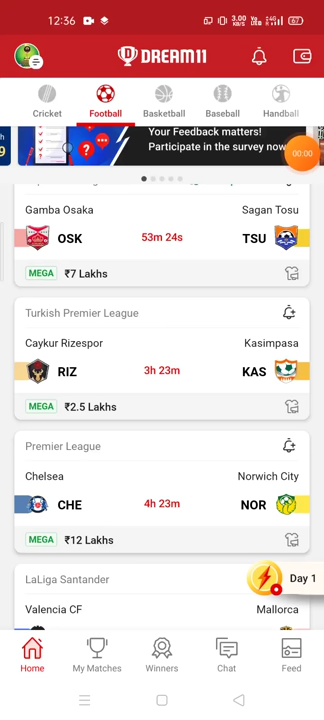 12:36
3.00
KB/S
67
DREAM11
Cricket
Football
Basketball
Baseball
Handball
9
Your Feedback matters!
Participate in the survey now
00:00
Gamba Osaka
Sagan Tosu
OSK
53m 24s
TSU
MEGA ₹7 Lakhs
Turkish Premier League
Caykur Rizespor
Kasimpasa
RIZ
3h 23m
KAS
MEGA ₹2.5 Lakhs
Premier League
Chelsea
Norwich City
CHE
4h 23m
NOR
MEGA ₹12 Lakhs
LaLiga Santander
Day 1
Valencia CF
Mallorca
Home
My Matches
Winners
Chat
Feed